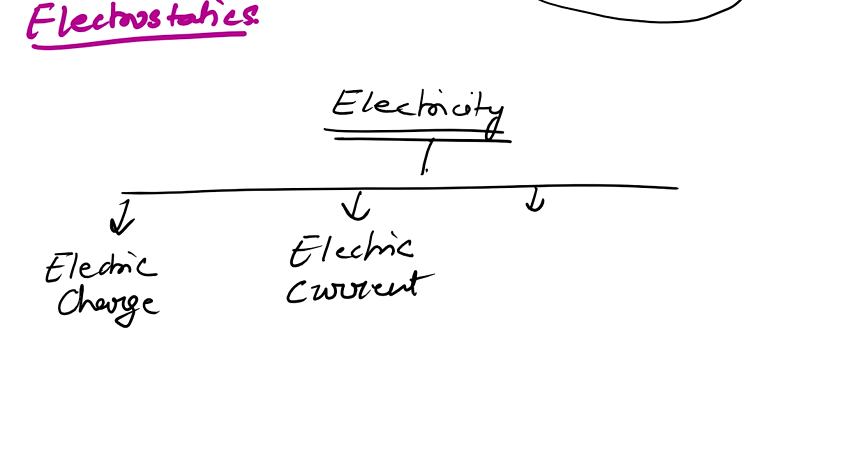 Electrostatics.
Electricity
Electric
Charge
Electric
Current